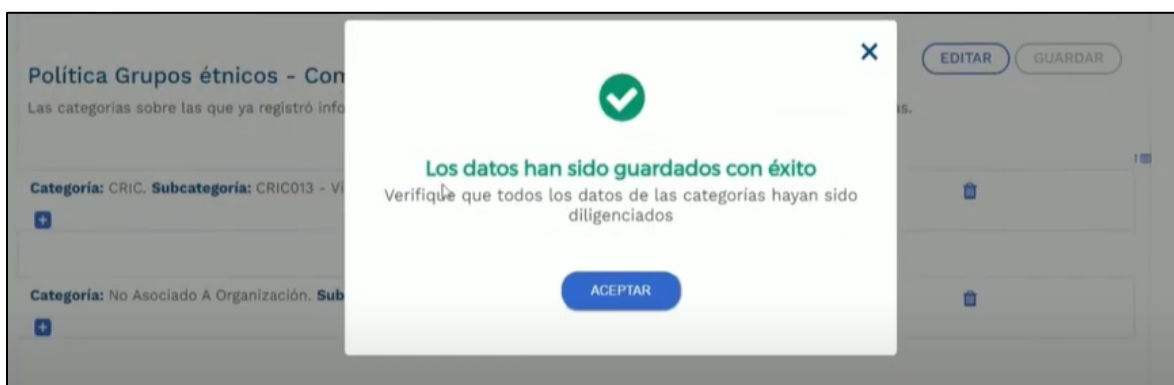 EDITAR
GUARDAR
Política Grupos étnicos - Con
Las categorías sobre las que ya registró info
as.
Los datos han sido guardados con éxito
Categoría: CRIC. Subcategoría: CRIC013 - Vi
Verifique que todos los datos de las categorías hayan sido
diligenciados
Categoría: No Asociado A Organización. Sub
ACEPTAR